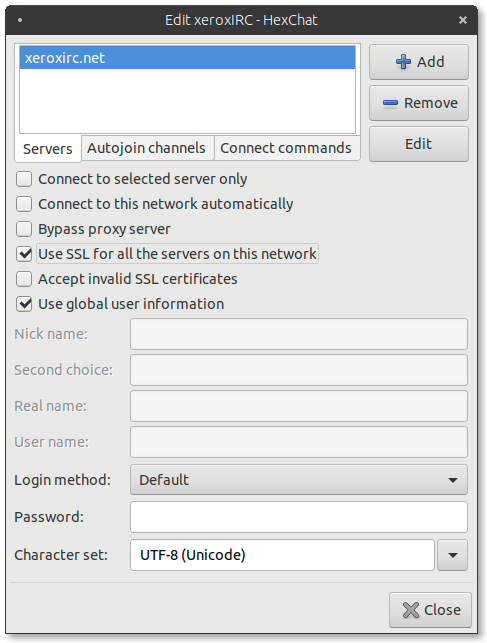 Edit xeroxIRC - HexChat
xeroxirc.net
Add
Remove
Edit
Servers
Autojoin channels
Connect commands
Connect to selected server only
Connect to this network automatically
Bypass proxy server
Use SSL for all the servers on this network
Accept invalid SSL certificates
Use global user information
Nick name:
Second choice:
Real name:
User name:
Login method: Default
Password:
Character set: UTF-8 (Unicode)
Close